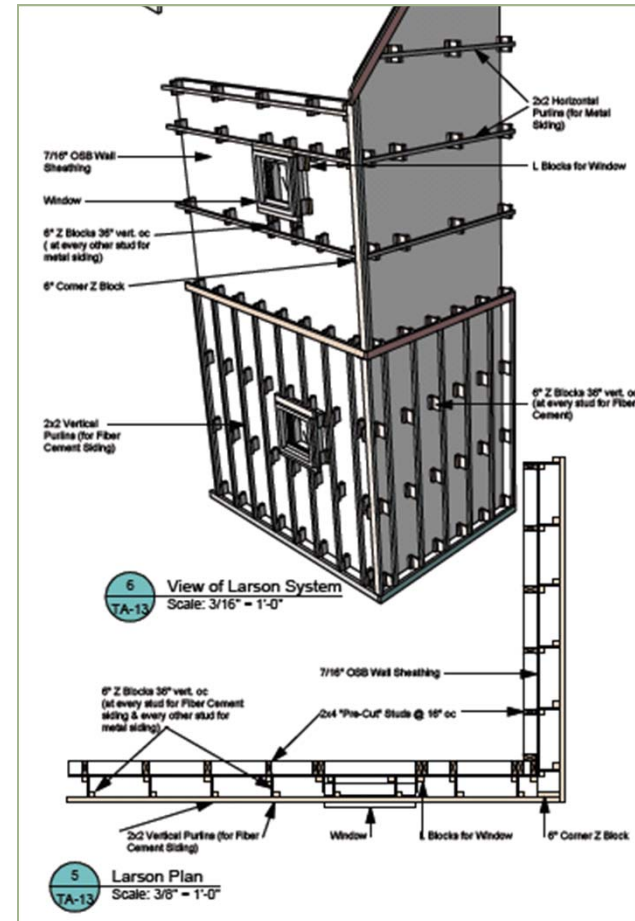 2x2 Horizontal
Purlins (for Metal
Siding)
7/16" OSB Wall
Sheathing
L Blocks for Window
Window
6" Z Blocks 36" vert. oc
( at every other stud for
metal siding)
6" Corner Z Block
6" Z Blocks 36" vert. oc
(at every stud for Fiber
Cement)
2x2 Vertical
Purlins (for Fiber
Cement Siding)
6
TA-13
View of Larson System
Scale: 3/16" = 1'-0"
7/16" OSB Wall Sheathing
6" Z Blocks 36" vert. oc
(at every stud for Fiber Cement
siding & every other stud for
metal siding)
2x4 "Pre-Cut" Studs @ 16" oc
2x2 Vertical Purlins (for Fiber
Cement Siding)
Window
L Blocks for Window
6" Corner Z Block
5
TA-13
Larson Plan
Scale: 3/8" = 1'-0"